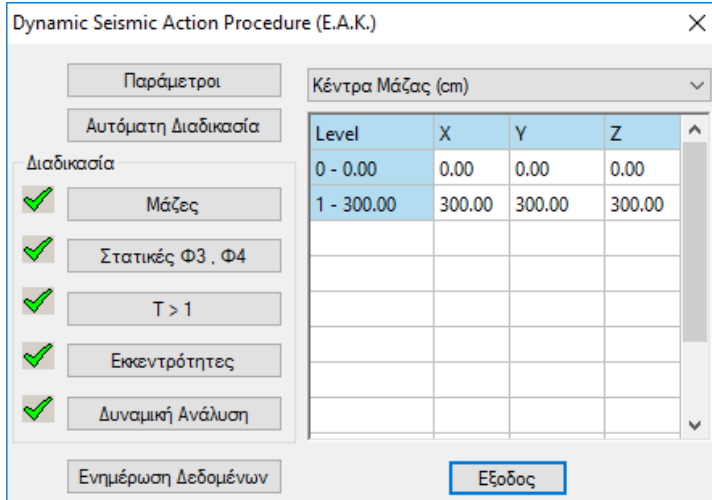 Dynamic Seismic Action Procedure (E.A.K.)
Παράμετροι
Αυτόματη Διαδικασία
Διαδικασία
Μάζες
Στατικές Φ3 , Φ4
T > 1
Εκκεντρότητες
Δυναμική Ανάλυση
Ενημέρωση Δεδομένων
Κέντρα Μάζας (cm)
Level X Y Z
0 - 0.00 0.00 0.00 0.00
1 - 300.00 300.00 300.00 300.00
Εξοδος